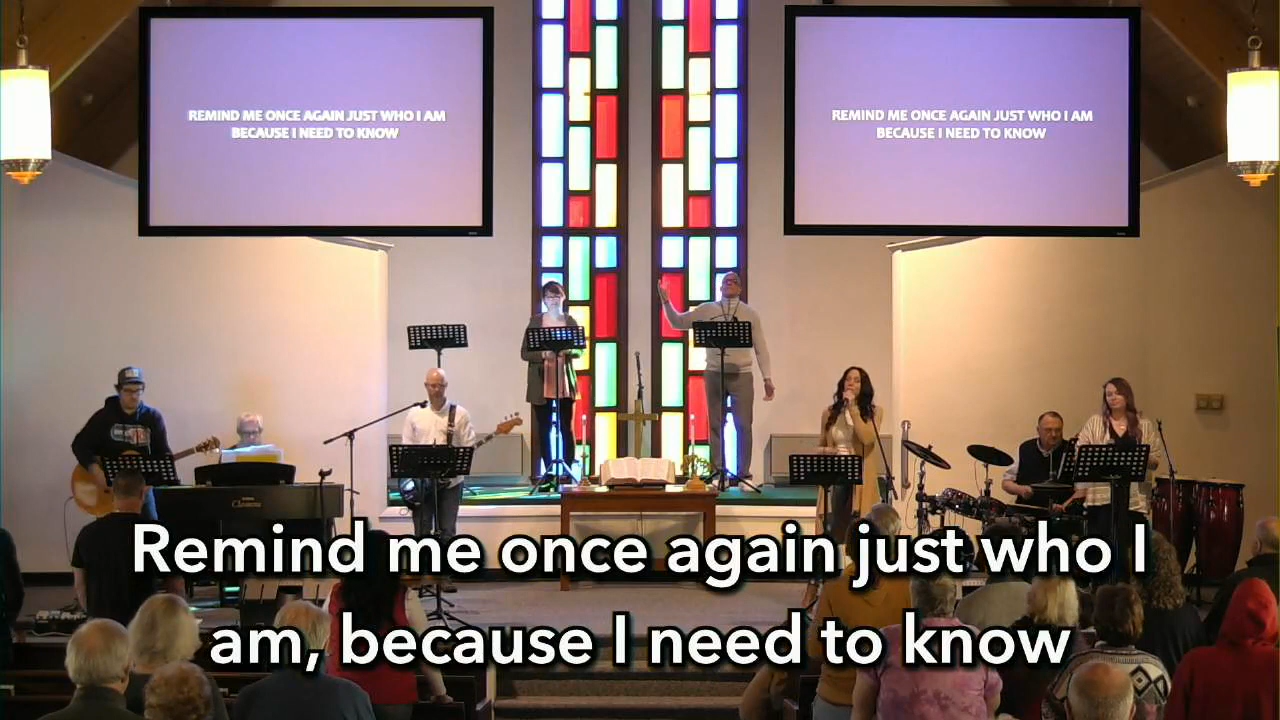 REMIND ME ONCE AGAIN JUST WHO I AM
BECAUSE I NEED TO KNOW
REMIND ME ONCE AGAIN JUST WHO I AM
BECAUSE I NEED TO KNOW
Remind me once again just who I
am, because I need to know